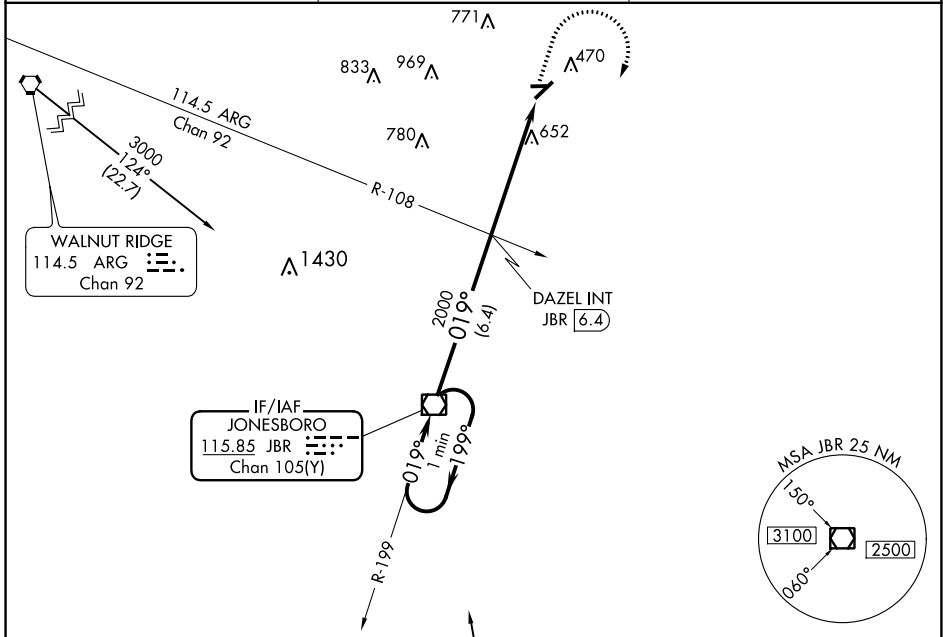 771
470
833
969
652
780
114.5 ARG
Chan 92
3000
124°
(22.7)
R-108
WALNUT RIDGE
114.5 ARG
Chan 92
1430
DAZEL INT
JBR 6.4
2000
019°
(6.4)
IF/IAF
JONESBORO
115.85 JBR
Chan 105(Y)
019°
1 min
199°
R-199
MSA JBR 25 NM
150°
3100
2500
060°